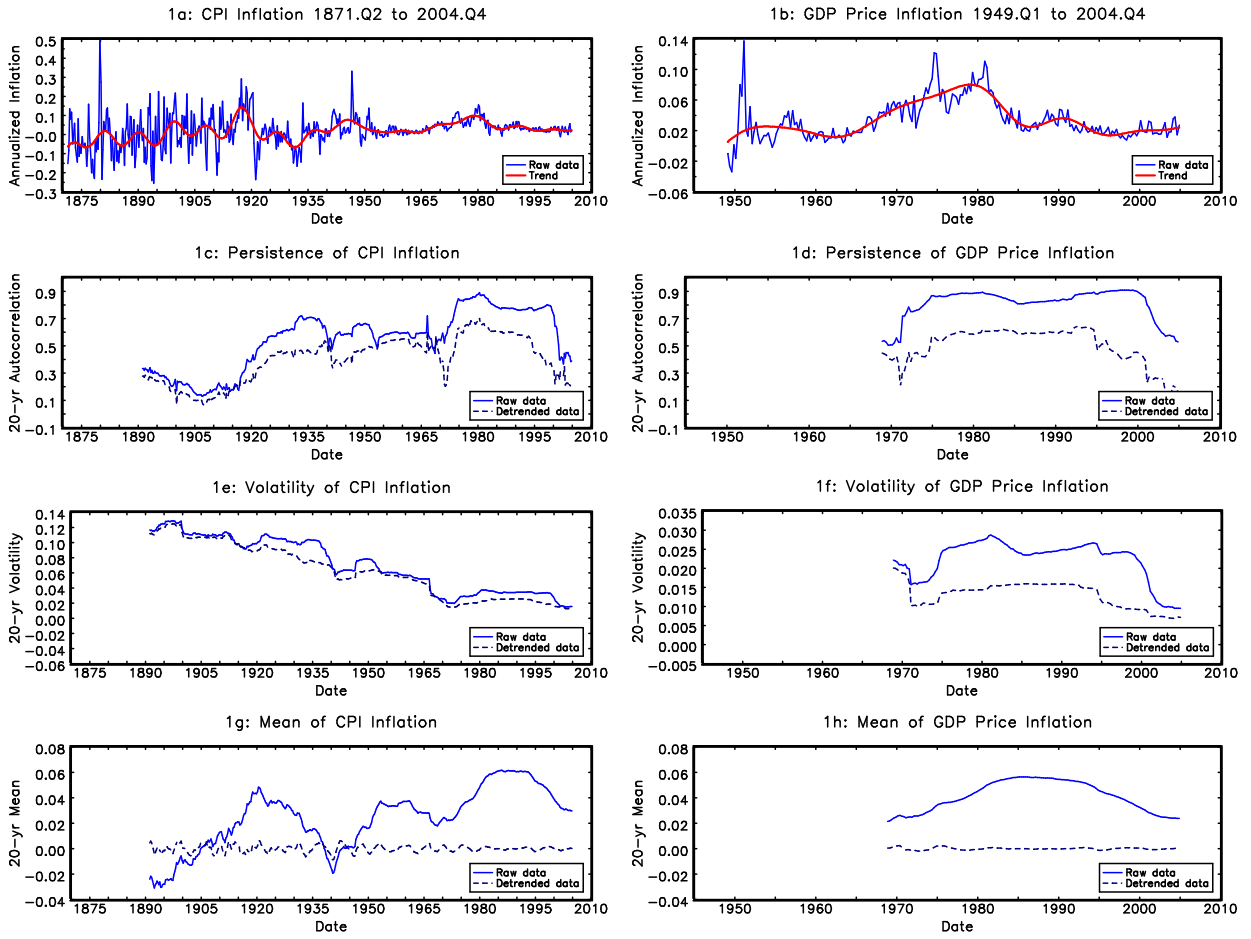 1a: CPI Inflation 1871.Q2 to 2004.Q4
Annualized Inflation
0.5
0.4
0.3
0.2
0.1
−0.0
−0.1
−0.2
−0.3
Raw data
Trend
1875 1890 1905 1920 1935 1950 1965 1980 1995 2010
Date
1b: GDP Price Inflation 1949.Q1 to 2004.Q4
Annualized Inflation
0.14
0.10
0.06
0.02
−0.02
−0.06
Raw data
Trend
1950 1960 1970 1980 1990 2000 2010
Date
1c: Persistence of CPI Inflation
20−yr Autocorrelation
0.9
0.7
0.5
0.3
0.1
−0.1
Raw data
Detrended data
1875 1890 1905 1920 1935 1950 1965 1980 1995 2010
Date
1d: Persistence of GDP Price Inflation
20−yr Autocorrelation
0.9
0.7
0.5
0.3
0.1
−0.1
Raw data
Detrended data
1950 1960 1970 1980 1990 2000 2010
Date
1e: Volatility of CPI Inflation
20−yr Volatility
0.14
0.12
0.10
0.08
0.06
0.04
0.02
0.00
−0.02
−0.04
−0.06
Raw data
Detrended data
1875 1890 1905 1920 1935 1950 1965 1980 1995 2010
Date
1f: Volatility of GDP Price Inflation
20−yr Volatility
0.035
0.030
0.025
0.020
0.015
0.010
0.005
0.000
−0.005
Raw data
Detrended data
1950 1960 1970 1980 1990 2000 2010
Date
1g: Mean of CPI Inflation
20−yr Mean
0.08
0.06
0.04
0.02
0.00
−0.02
−0.04
Raw data
Detrended data
1875 1890 1905 1920 1935 1950 1965 1980 1995 2010
Date
1h: Mean of GDP Price Inflation
20−yr Mean
0.08
0.06
0.04
0.02
0.00
−0.02
−0.04
Raw data
Detrended data
1950 1960 1970 1980 1990 2000 2010
Date